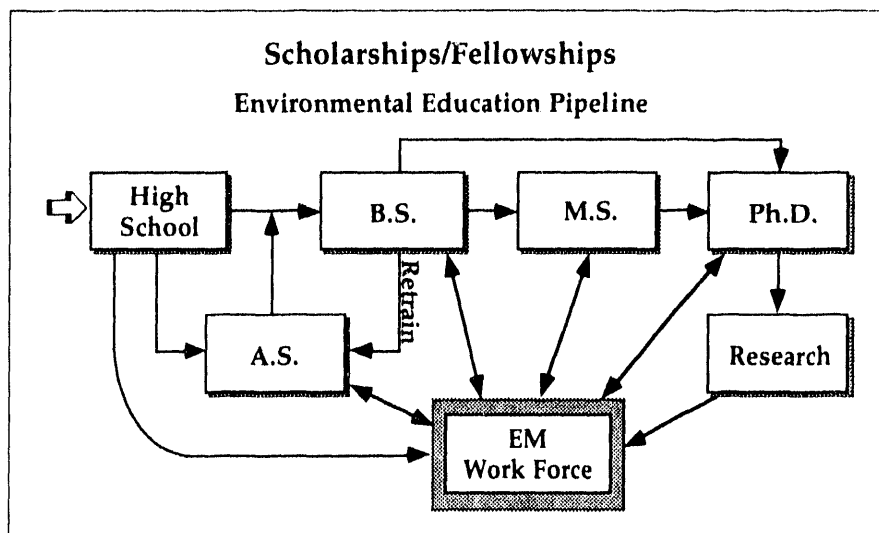 Scholarships/Fellowships
Environmental Education Pipeline
High
School
B.S.
M.S.
Ph.D.
Retrain
A.S.
Research
EM
Work Force